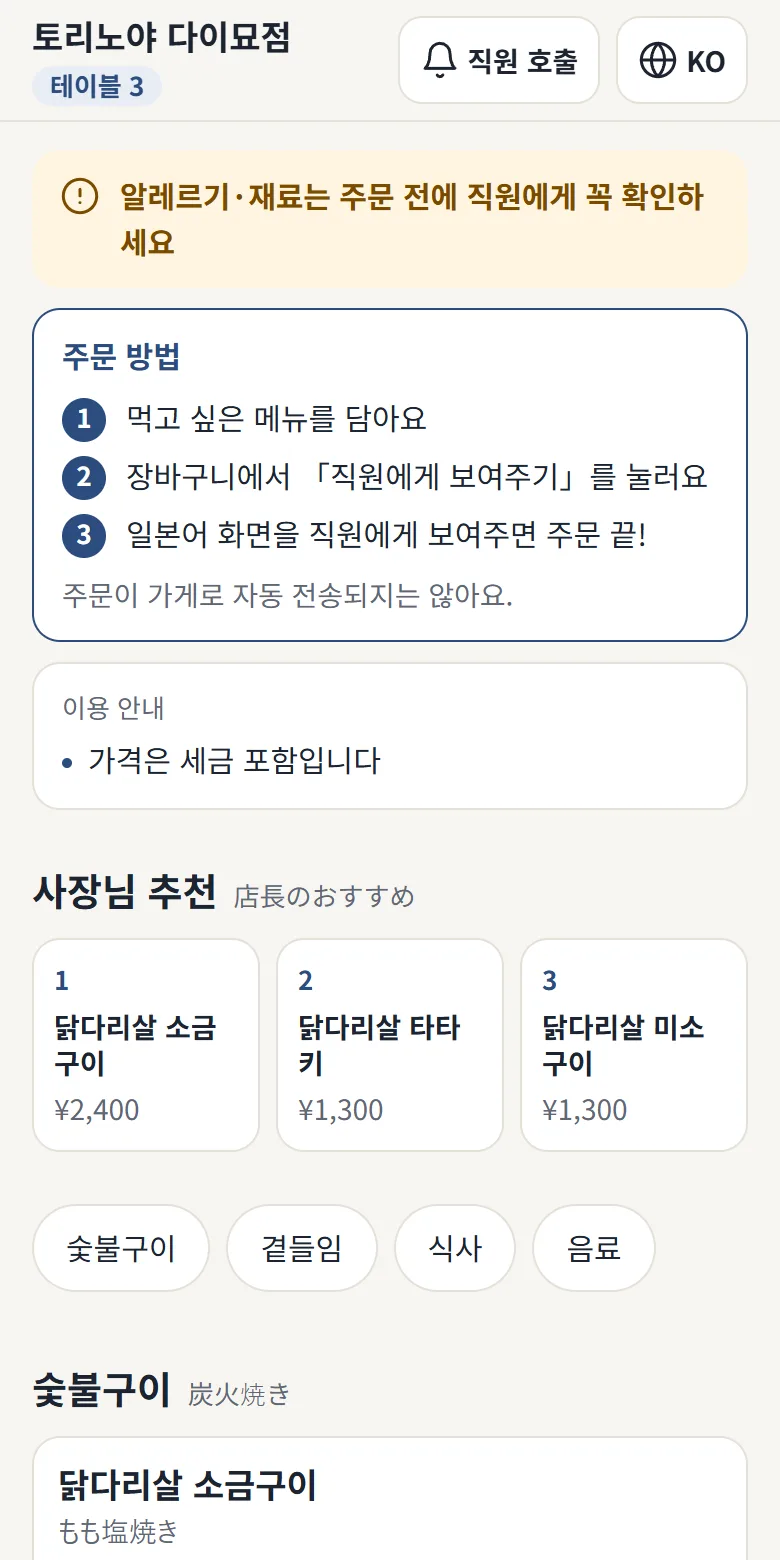 토리노야 다이묘점
테이블 3
직원 호출
KO
알레르기·재료는 주문 전에 직원에게 꼭 확인하
세요
주문 방법
1 먹고 싶은 메뉴를 담아요
2 장바구니에서 「직원에게 보여주기」를 눌러요
3 일본어 화면을 직원에게 보여주면 주문 끝!
주문이 가게로 자동 전송되지는 않아요.
이용 안내
• 가격은 세금 포함입니다
사장님 추천 店長のおすすめ
1
닭다리살 소금
구이
¥2,400
2
닭다리살 타타
키
¥1,300
3
닭다리살 미소
구이
¥1,300
숯불구이
곁들임
식사
음료
숯불구이 炭火焼き
닭다리살 소금구이
もも塩焼き